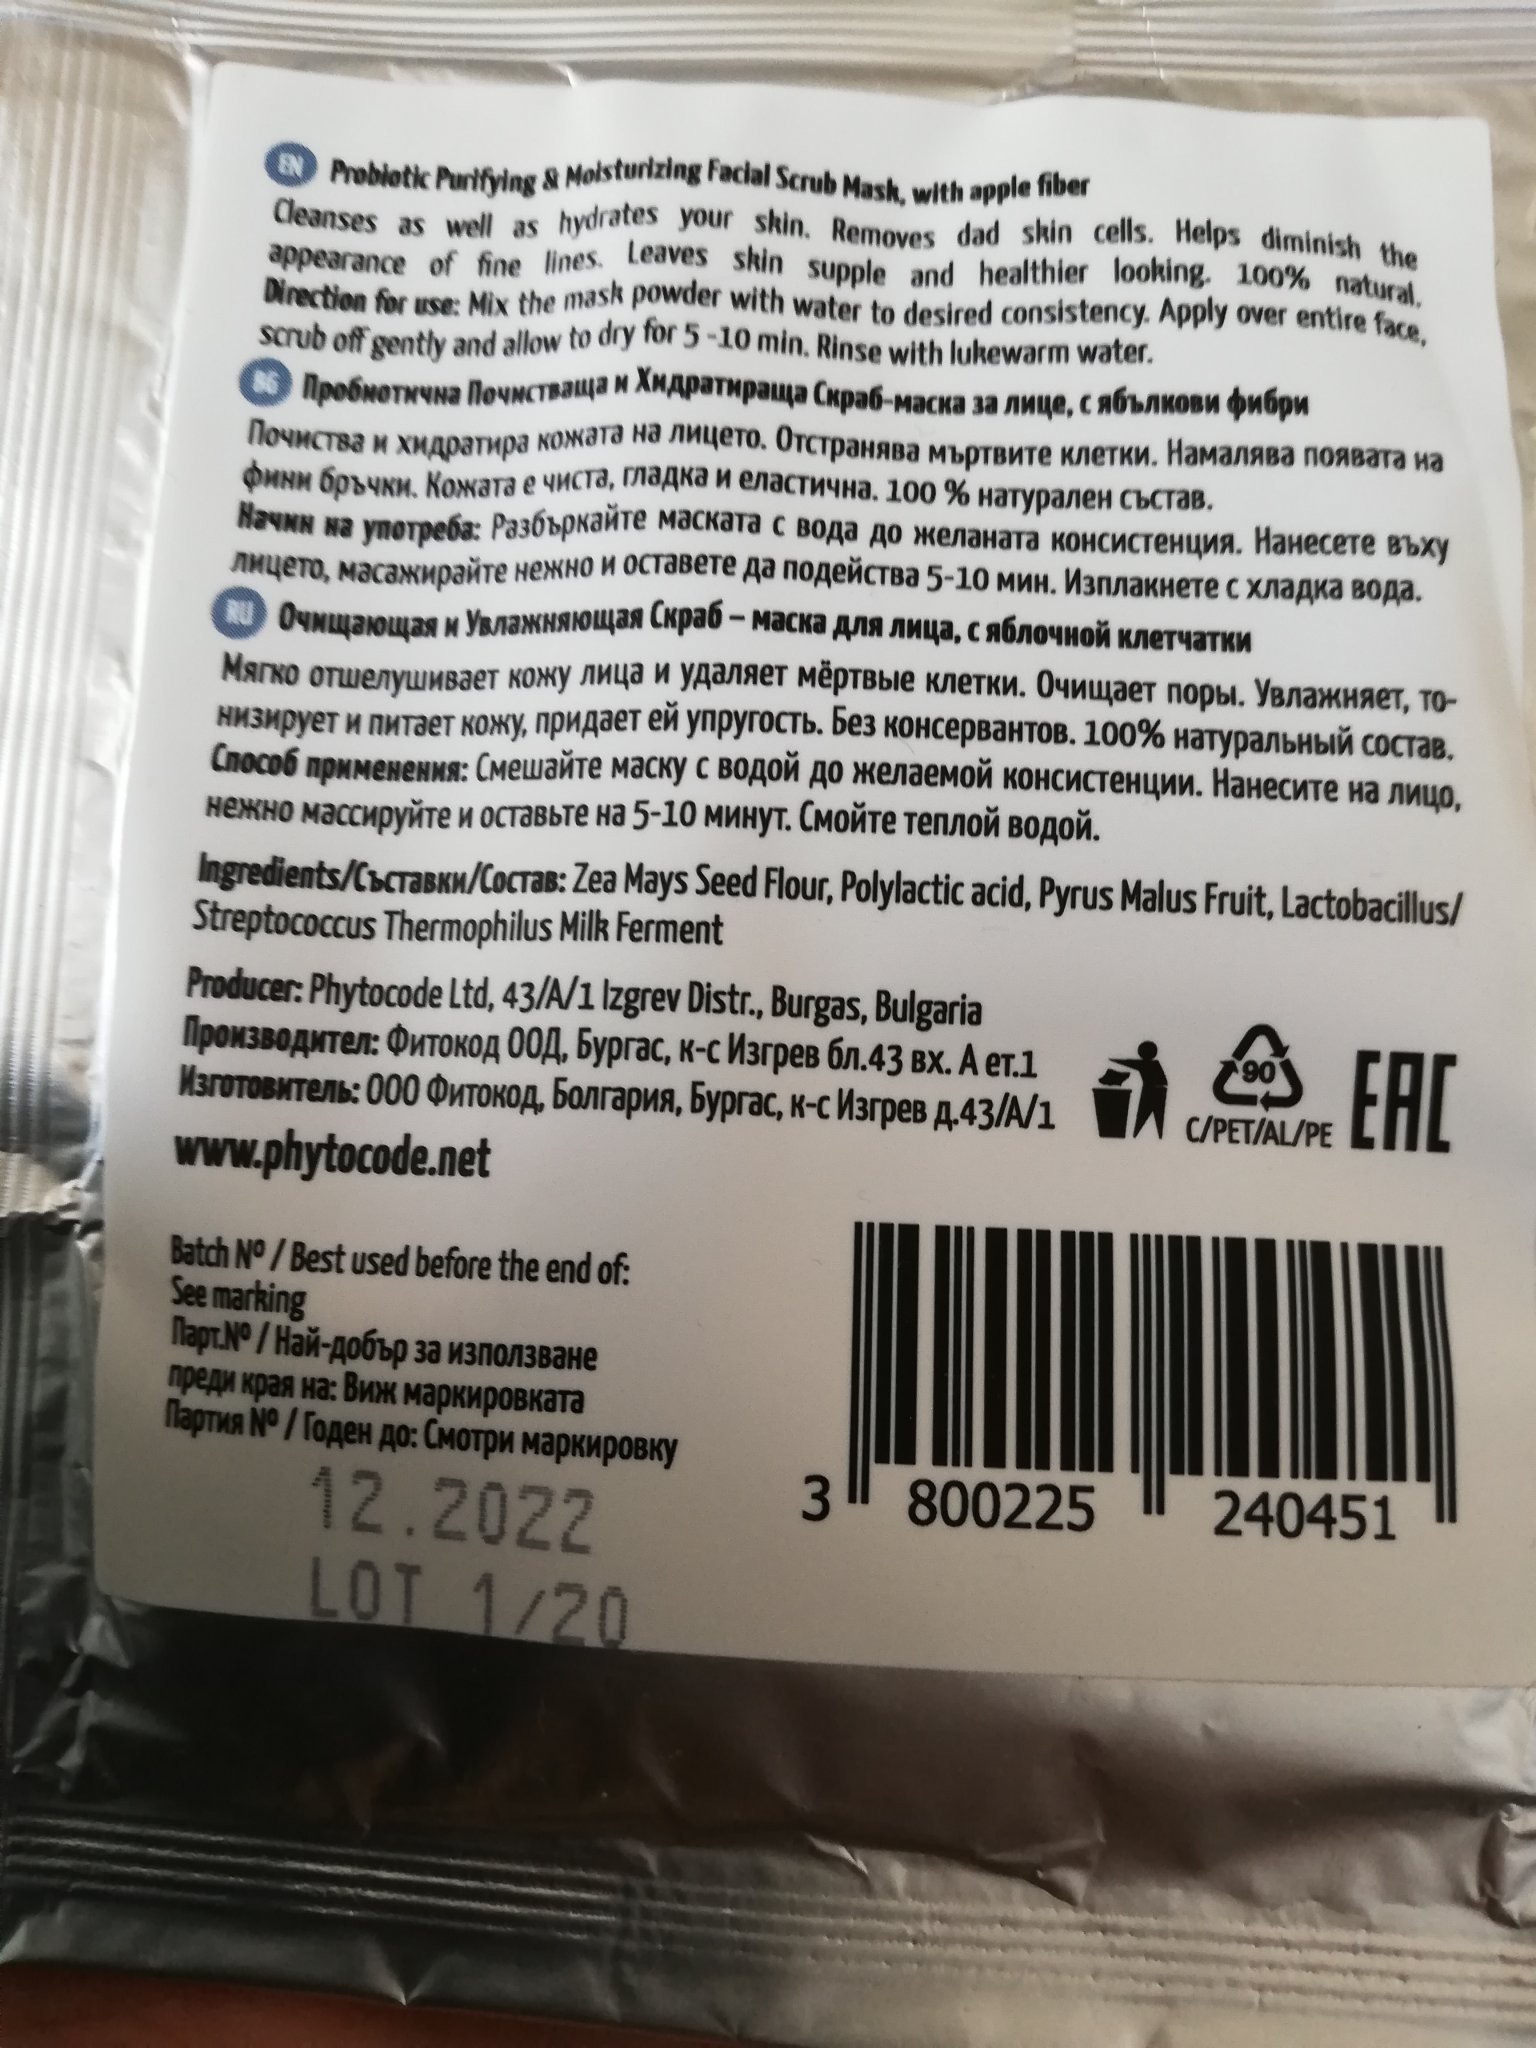 EN Probiotic Purifying & Moisturizing Facial Scrub Mask, with apple fiber
Cleanses as well as hydrates your skin. Removes dad skin cells. Helps diminish the
appearance of fine lines. Leaves skin supple and healthier looking. 100% natural.
Direction for use: Mix the mask powder with water to desired consistency. Apply over entire face,
scrub off gently and allow to dry for 5 -10 min. Rinse with lukewarm water.
BG Пробиотична Почистваща и Хидратираща Скраб-маска за лице, с ябълкови фибри
Почиства и хидратира кожата на лицето. Отстранява мъртвите клетки. Намалява появата на
фини бръчки. Кожата е чиста, гладка и еластична. 100 % натурален състав.
Начин на употреба: Разбъркайте маската с вода до желаната консистенция. Нанесете върху
лицето, масажирайте нежно и оставете да подейства 5-10 мин. Изплакнете с хладка вода.
RU Очищающая и Увлажняющая Скраб – маска для лица, с яблочной клетчатки
Мягко отшелушивает кожу лица и удаляет мёртвые клетки. Очищает поры. Увлажняет, то-
низирует и питает кожу, придает ей упругость. Без консервантов. 100% натуральный состав.
Способ применения: Смешайте маску с водой до желаемой консистенции. Нанесите на лицо,
нежно массируйте и оставьте на 5-10 минут. Смойте теплой водой.
Ingredients/Съставки/Состав: Zea Mays Seed Flour, Polylactic acid, Pyrus Malus Fruit, Lactobacillus/
Streptococcus Thermophilus Milk Ferment
Producer: Phytocode Ltd, 43/A/1 Izgrev Distr., Burgas, Bulgaria
Производител: Фитокод ООД, Бургас, к-с Изгрев бл.43 вх. А ет.1
Изготовитель: ООО Фитокод, Болгария, Бургас, к-с Изгрев д.43/А/1
www.phytocode.net
90
C/PET/AL/PE
EAC
Batch Nº / Best used before the end of:
See marking
Парт.Nº / Най-добър за използване
преди края на: Виж маркировката
Партия Nº / Годен до: Смотри маркировку
12.2022
LOT 1/20
3 800225 240451